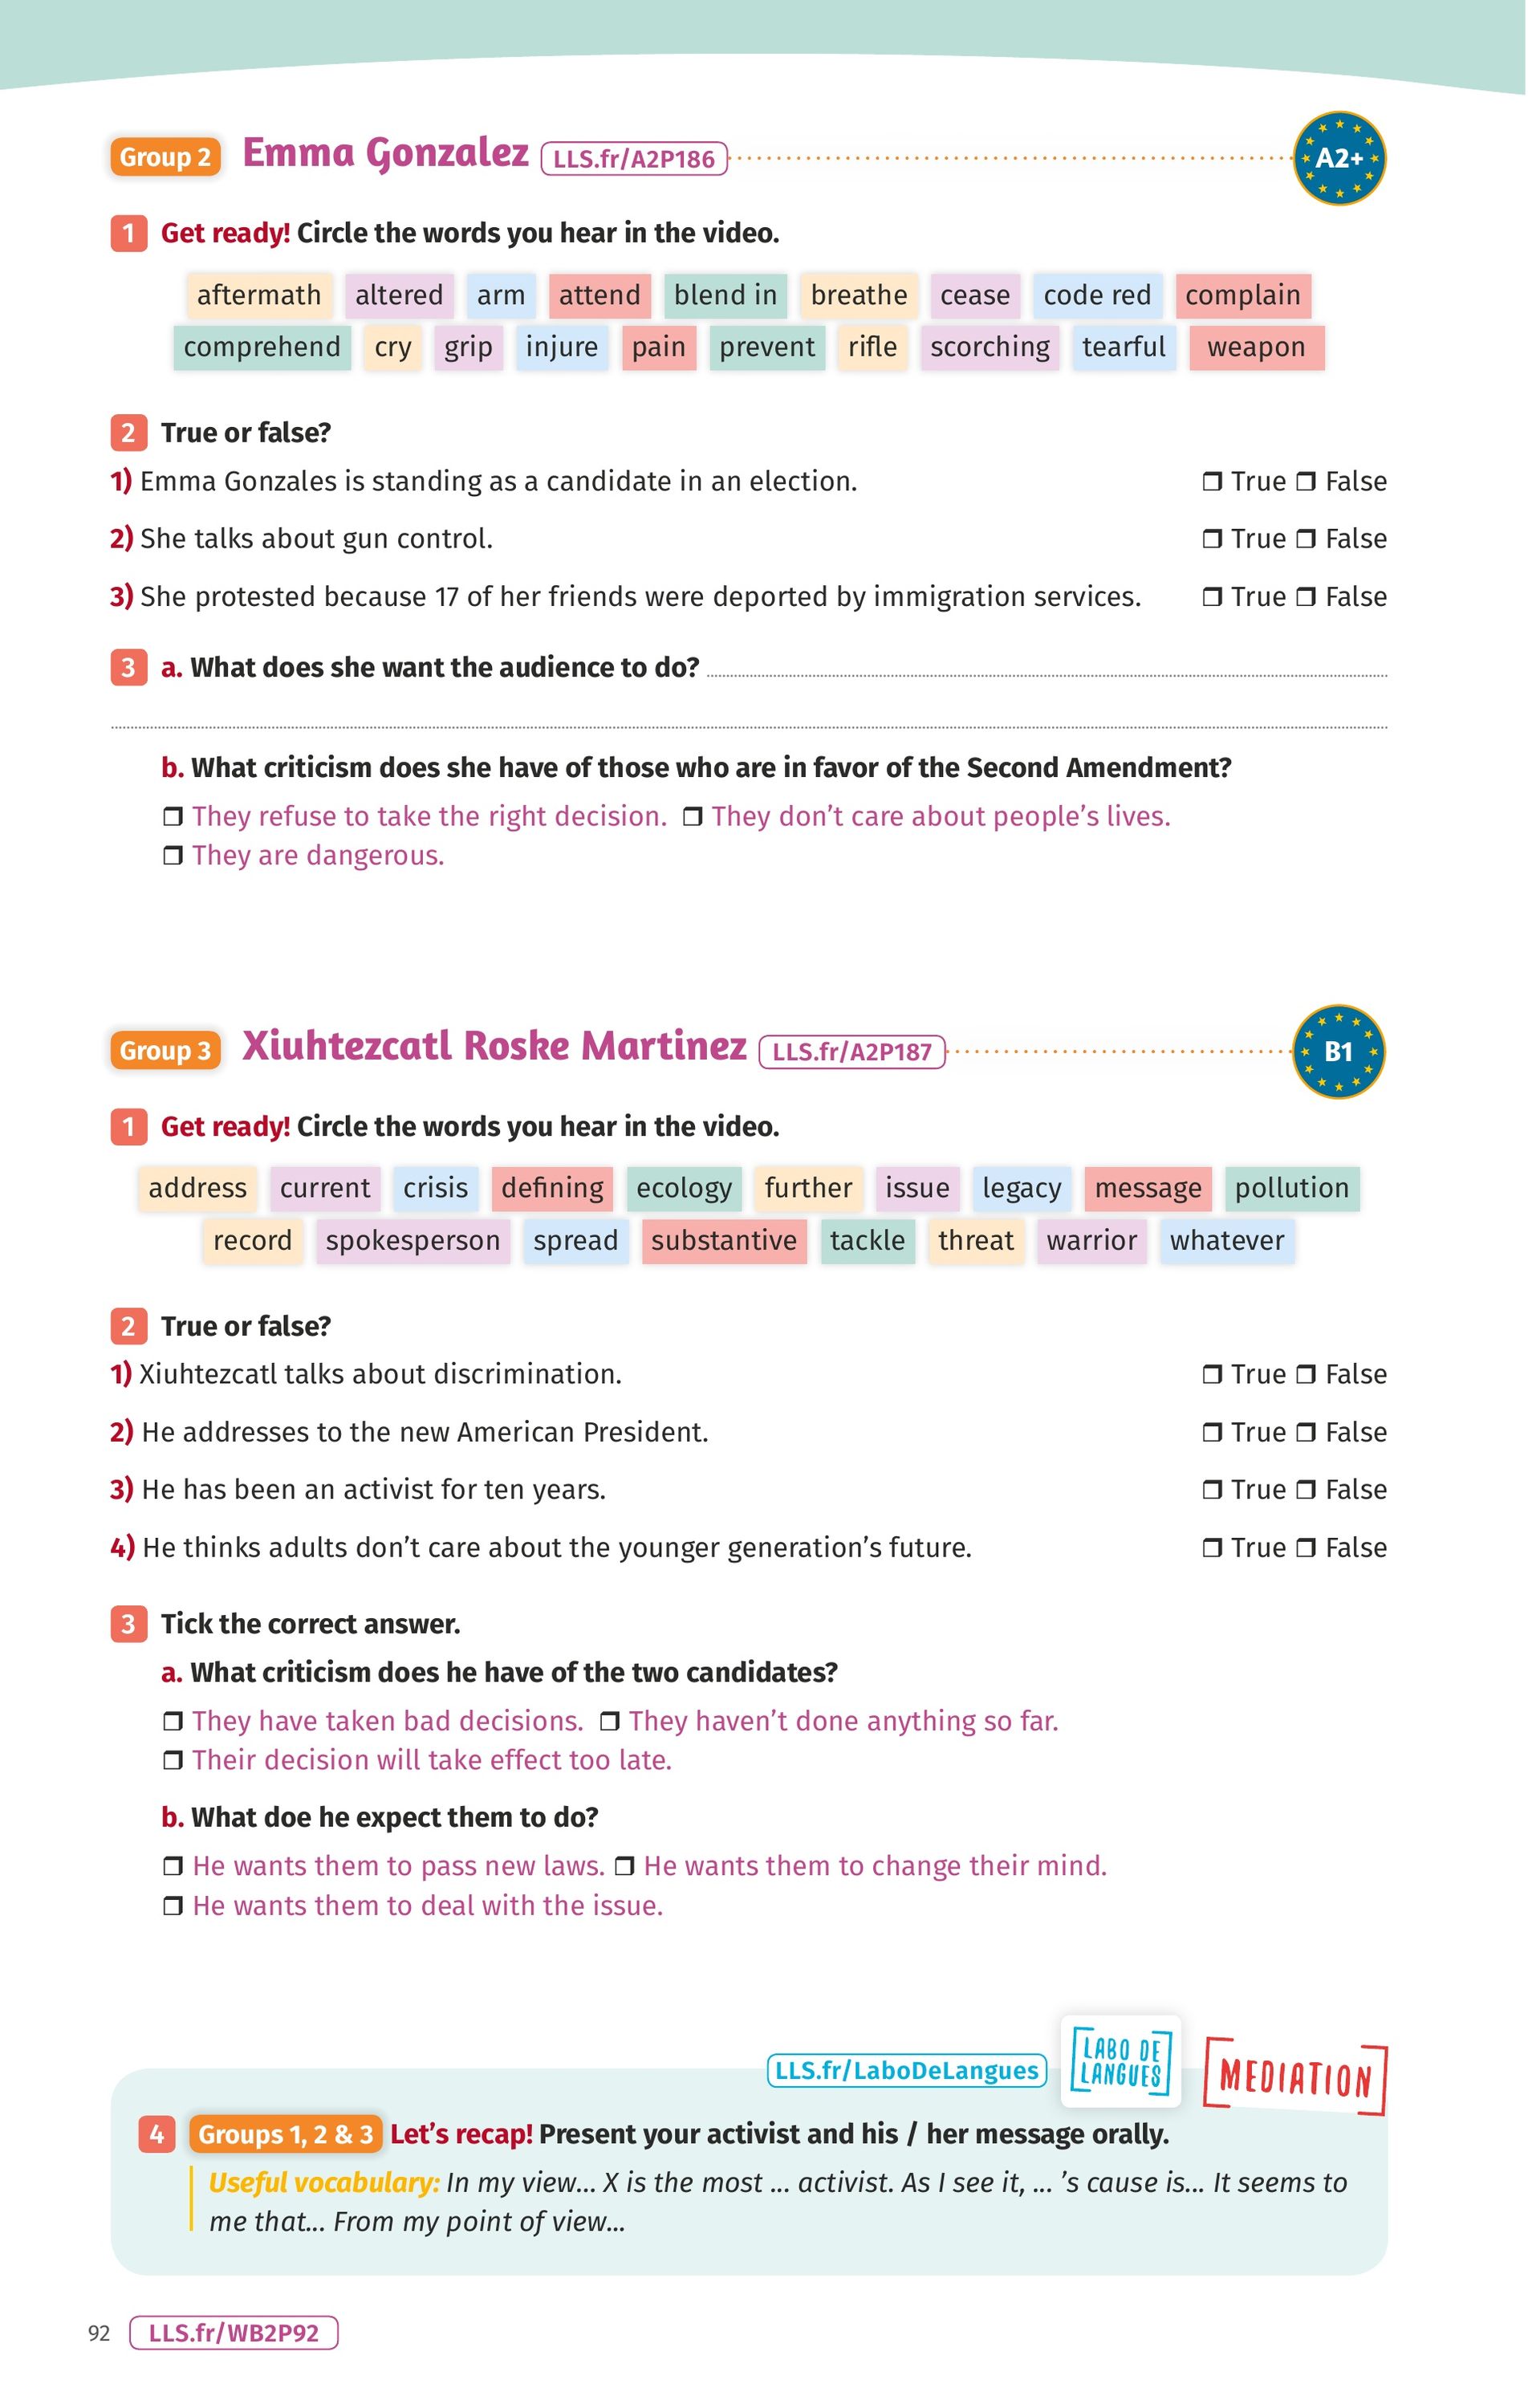 Group 2 Emma Gonzalez LLS.fr/A2P186 A2+
1 Get ready! Circle the words you hear in the video.
aftermath altered arm attend blend in breathe cease code red complain
comprehend cry grip injure pain prevent rifle scorching tearful weapon
2 True or false?
1) Emma Gonzales is standing as a candidate in an election. ❒ True ❒ False
2) She talks about gun control. ❒ True ❒ False
3) She protested because 17 of her friends were deported by immigration services. ❒ True ❒ False
3 a. What does she want the audience to do?
b. What criticism does she have of those who are in favor of the Second Amendment?
❒ They refuse to take the right decision. ❒ They don't care about people's lives.
❒ They are dangerous.
Group 3 Xiuhtezcatl Roske Martinez LLS.fr/A2P187 B1
1 Get ready! Circle the words you hear in the video.
address current crisis defining ecology further issue legacy message pollution
record spokesperson spread substantive tackle threat warrior whatever
2 True or false?
1) Xiuhtezcatl talks about discrimination. ❒ True ❒ False
2) He addresses to the new American President. ❒ True ❒ False
3) He has been an activist for ten years. ❒ True ❒ False
4) He thinks adults don't care about the younger generation's future. ❒ True ❒ False
3 Tick the correct answer.
a. What criticism does he have of the two candidates?
❒ They have taken bad decisions. ❒ They haven't done anything so far.
❒ Their decision will take effect too late.
b. What doe he expect them to do?
❒ He wants them to pass new laws. ❒ He wants them to change their mind.
❒ He wants them to deal with the issue.
LLS.fr/LaboDeLangues LABO DE LANGUES MEDIATION
4 Groups 1, 2 & 3 Let's recap! Present your activist and his / her message orally.
Useful vocabulary: In my view... X is the most ... activist. As I see it, ... 's cause is... It seems to
me that... From my point of view...
92 LLS.fr/WB2P92